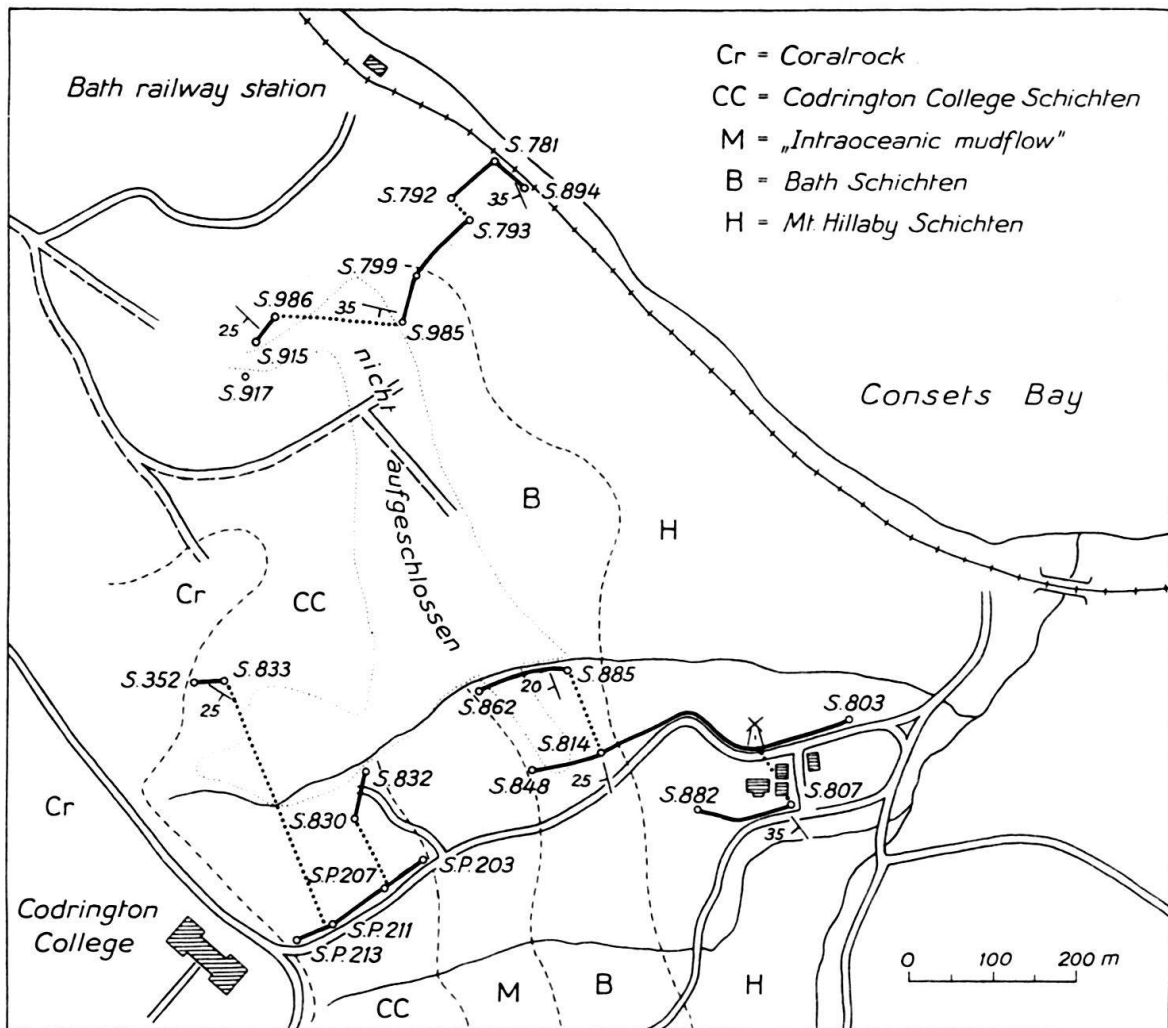 Bath railway station
Cr = Coralrock
CC = Codrington College Schichten
M = „Intraoceanic mudflow"
B = Bath Schichten
H = Mt. Hillaby Schichten
S.781
S.792
35
S.894
S.793
S.799
S.986
35
25
S.985
S.915
S.917
nicht
aufgeschlossen
Consets Bay
B
H
Cr
CC
S.352
S.833
25
S.885
20
S.862
S.803
S.814
S.848
25
S.832
S.882
S.807
35
Cr
S.830
S.P.203
S.P.207
Codrington
College
S.P.211
S.P.213
0 100 200 m
CC
M
B
H